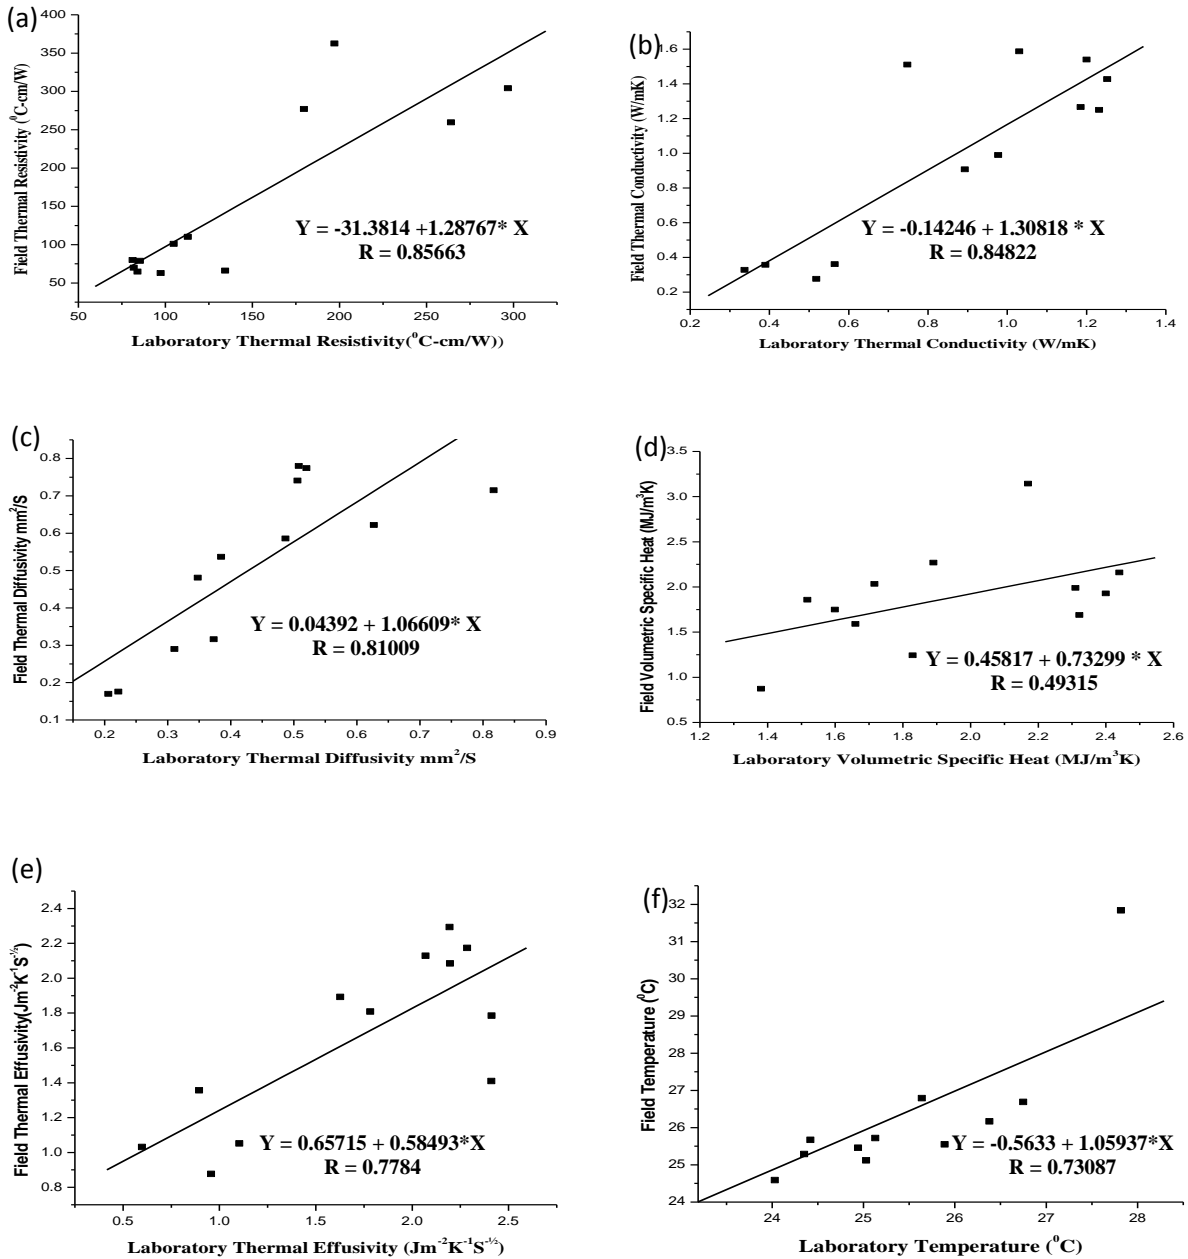 (a)
400
350
300
250
200
150
100
50
Field Thermal Resistivity (⁰C-cm/W)
Y = -31.3814 +1.28767* X
R = 0.85663
50 100 150 200 250 300
Laboratory Thermal Resistivity(⁰C-cm/W))
(b)
1.6
1.4
1.2
1.0
0.8
0.6
0.4
0.2
Field Thermal Conductivity (W/mK)
Y = -0.14246 + 1.30818 * X
R = 0.84822
0.2 0.4 0.6 0.8 1.0 1.2 1.4
Laboratory Thermal Conductivity (W/mK)
(c)
0.8
0.7
0.6
0.5
0.4
0.3
0.2
0.1
Field Thermal Diffusivity mm²/S
Y = 0.04392 + 1.06609* X
R = 0.81009
0.2 0.3 0.4 0.5 0.6 0.7 0.8 0.9
Laboratory Thermal Diffusivity mm²/S
(d)
3.5
3.0
2.5
2.0
1.5
1.0
0.5
Field Volumetric Specific Heat (MJ/m³K)
Y = 0.45817 + 0.73299 * X
R = 0.49315
1.2 1.4 1.6 1.8 2.0 2.2 2.4 2.6
Laboratory Volumetric Specific Heat (MJ/m³K)
(e)
2.4
2.2
2.0
1.8
1.6
1.4
1.2
1.0
0.8
Field Thermal Effusivity(Jm⁻²K⁻¹S⁻½)
Y = 0.65715 + 0.58493*X
R = 0.7784
0.5 1.0 1.5 2.0 2.5
Laboratory Thermal Effusivity (Jm⁻²K⁻¹S⁻½)
(f)
32
31
30
29
28
27
26
25
24
Field Temperature (⁰C)
Y = -0.5633 + 1.05937*X
R = 0.73087
24 25 26 27 28
Laboratory Temperature (⁰C)